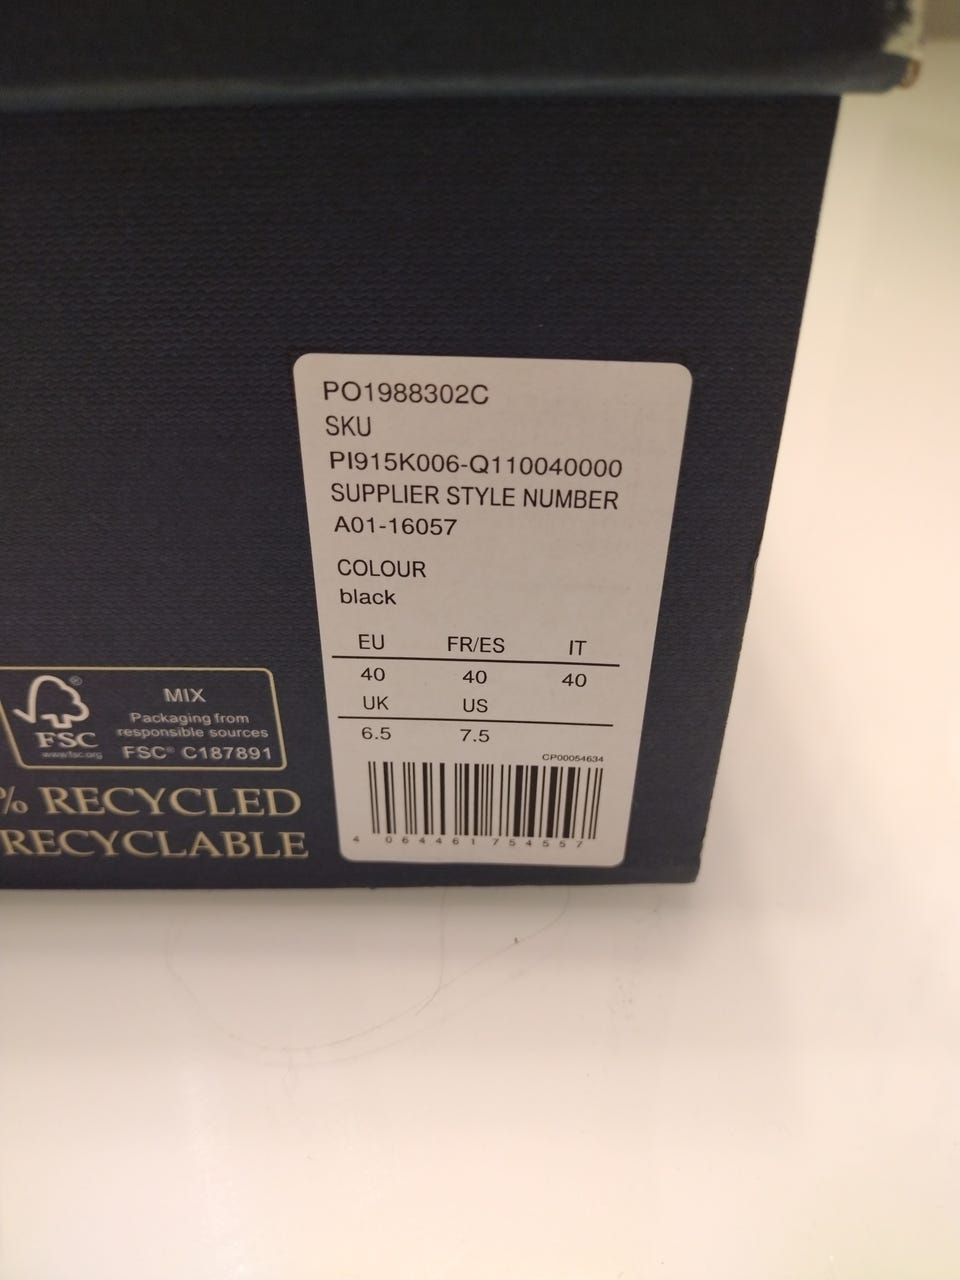 PO1988302C
SKU
PI915K006-Q110040000
SUPPLIER STYLE NUMBER
A01-16057
COLOUR
black
EU FR/ES IT
40 40 40
UK US
6.5 7.5
CP00054634
4 064461 754557
® 
FSC
www.fsc.org
MIX
Packaging from
responsible sources
FSC® C187891
% RECYCLED
RECYCLABLE